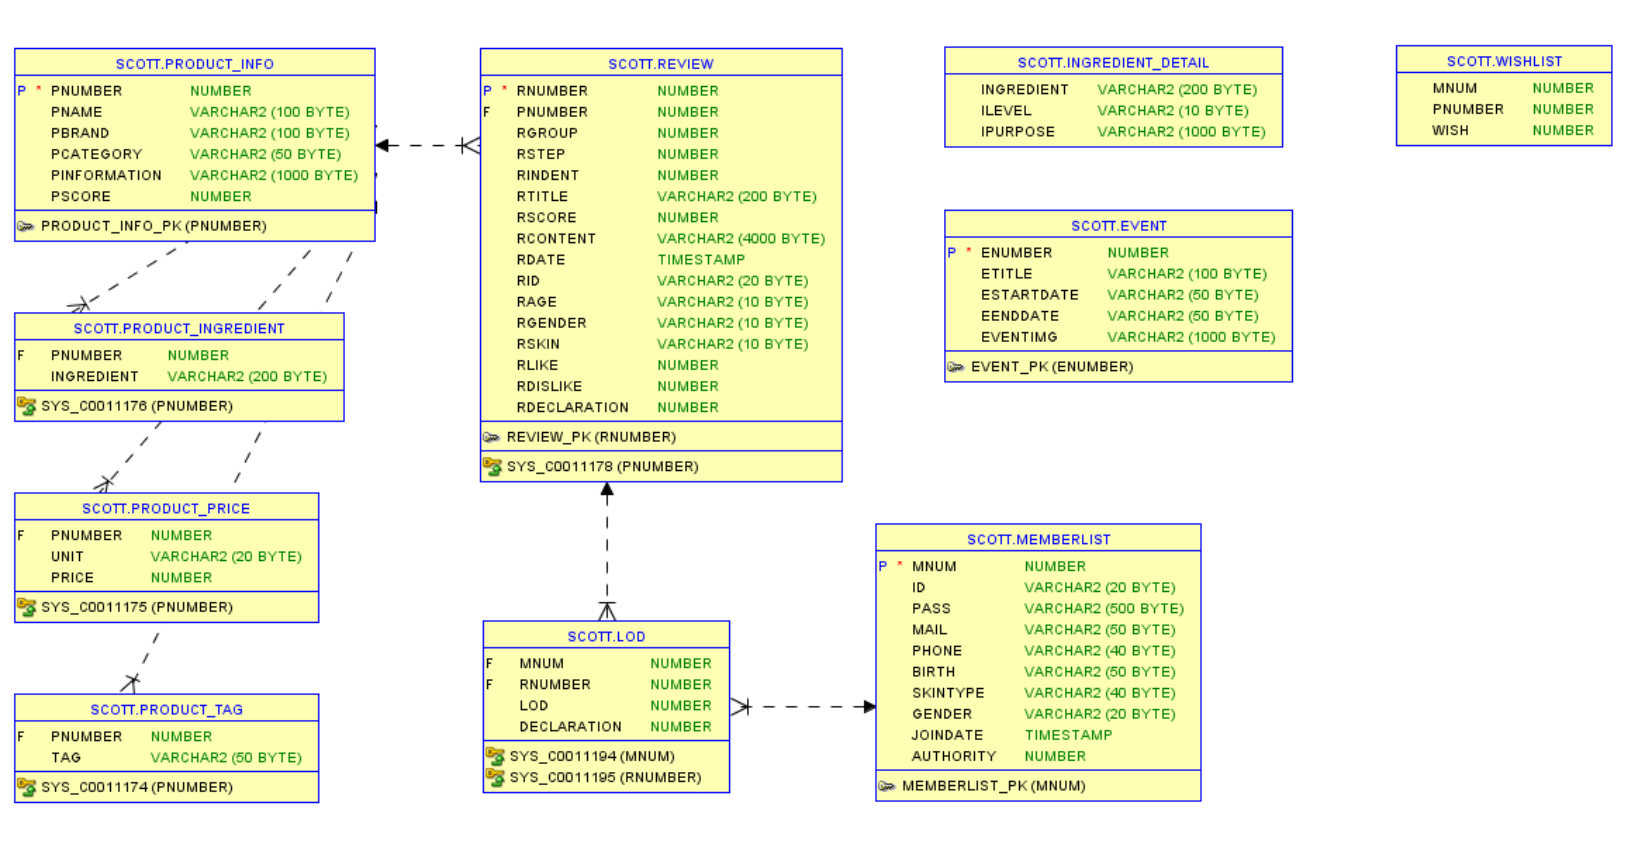 SCOTT.PRODUCT_INFO
P * PNUMBER NUMBER
PNAME VARCHAR2 (100 BYTE)
PBRAND VARCHAR2 (100 BYTE)
PCATEGORY VARCHAR2 (50 BYTE)
PINFORMATION VARCHAR2 (1000 BYTE)
PSCORE NUMBER
PRODUCT_INFO_PK (PNUMBER)
SCOTT.PRODUCT_INGREDIENT
F PNUMBER NUMBER
INGREDIENT VARCHAR2 (200 BYTE)
SYS_C0011176 (PNUMBER)
SCOTT.PRODUCT_PRICE
F PNUMBER NUMBER
UNIT VARCHAR2 (20 BYTE)
PRICE NUMBER
SYS_C0011175 (PNUMBER)
SCOTT.PRODUCT_TAG
F PNUMBER NUMBER
TAG VARCHAR2 (50 BYTE)
SYS_C0011174 (PNUMBER)
SCOTT.REVIEW
P * RNUMBER NUMBER
F PNUMBER NUMBER
RGROUP NUMBER
RSTEP NUMBER
RINDENT NUMBER
RTITLE VARCHAR2 (200 BYTE)
RSCORE NUMBER
RCONTENT VARCHAR2 (4000 BYTE)
RDATE TIMESTAMP
RID VARCHAR2 (20 BYTE)
RAGE VARCHAR2 (10 BYTE)
RGENDER VARCHAR2 (10 BYTE)
RSKIN VARCHAR2 (10 BYTE)
RLIKE NUMBER
RDISLIKE NUMBER
RDECLARATION NUMBER
REVIEW_PK (RNUMBER)
SYS_C0011178 (PNUMBER)
SCOTT.LOD
F MNUM NUMBER
F RNUMBER NUMBER
LOD NUMBER
DECLARATION NUMBER
SYS_C0011194 (MNUM)
SYS_C0011195 (RNUMBER)
SCOTT.INGREDIENT_DETAIL
INGREDIENT VARCHAR2 (200 BYTE)
ILEVEL VARCHAR2 (10 BYTE)
IPURPOSE VARCHAR2 (1000 BYTE)
SCOTT.EVENT
P * ENUMBER NUMBER
ETITLE VARCHAR2 (100 BYTE)
ESTARTDATE VARCHAR2 (50 BYTE)
EENDDATE VARCHAR2 (50 BYTE)
EVENTIMG VARCHAR2 (1000 BYTE)
EVENT_PK (ENUMBER)
SCOTT.MEMBERLIST
P * MNUM NUMBER
ID VARCHAR2 (20 BYTE)
PASS VARCHAR2 (500 BYTE)
MAIL VARCHAR2 (50 BYTE)
PHONE VARCHAR2 (40 BYTE)
BIRTH VARCHAR2 (50 BYTE)
SKINTYPE VARCHAR2 (40 BYTE)
GENDER VARCHAR2 (20 BYTE)
JOINDATE TIMESTAMP
AUTHORITY NUMBER
MEMBERLIST_PK (MNUM)
SCOTT.WISHLIST
MNUM NUMBER
PNUMBER NUMBER
WISH NUMBER